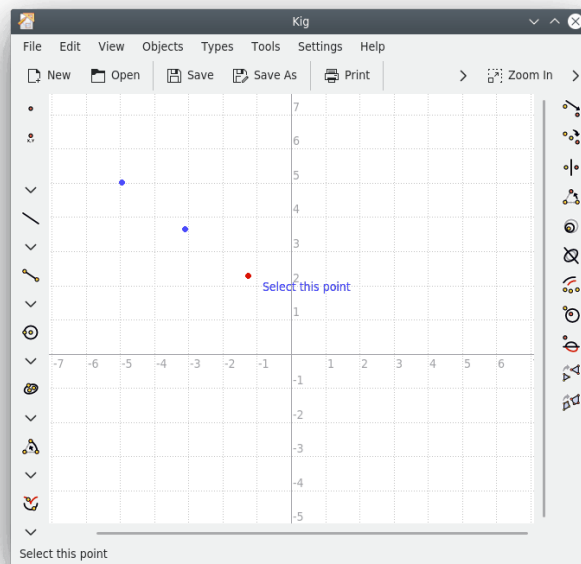 Kig
File Edit View Objects Types Tools Settings Help
New Open Save Save As Print Zoom In
7
6
5
4
3
2
Select this point
1
-7 -6 -5 -4 -3 -2 -1 1 2 3 4 5 6
-1
-2
-3
-4
-5
Select this point